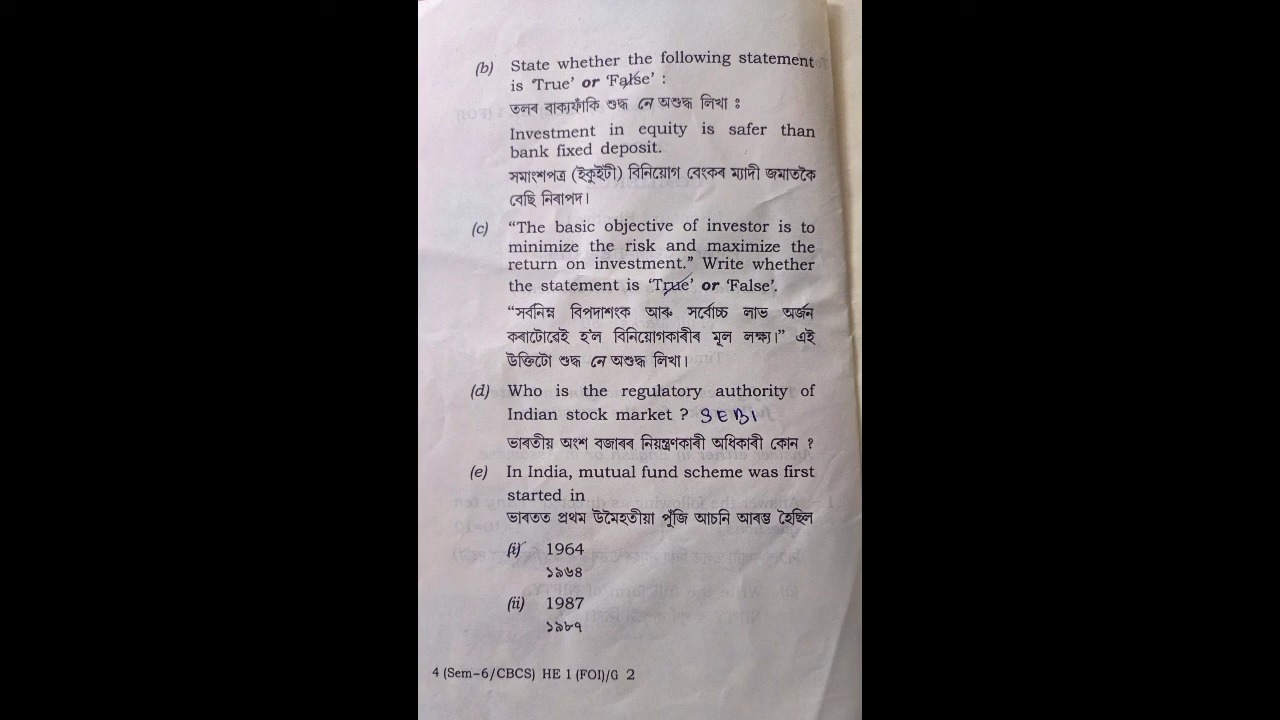 (b) State whether the following statement
is 'True' or 'False' :
তলৰ বাক্যফাঁকি শুদ্ধ নে অশুদ্ধ লিখা :
Investment in equity is safer than
bank fixed deposit.
সমাংশপত্ৰ (ইকুইটী) বিনিয়োগ বেংকৰ ম্যাদী জমাতকৈ
বেছি নিৰাপদ।
(c) “The basic objective of investor is to
minimize the risk and maximize the
return on investment.” Write whether
the statement is 'True' or 'False'.
“সৰ্বনিম্ন বিপদাশংক আৰু সৰ্বোচ্চ লাভ অৰ্জন
কৰাটোৱেই হ'ল বিনিয়োগকাৰীৰ মূল লক্ষ্য।” এই
উক্তিটো শুদ্ধ নে অশুদ্ধ লিখা।
(d) Who is the regulatory authority of
Indian stock market ? SEBI
ভাৰতীয় অংশ বজাৰৰ নিয়ন্ত্ৰণকাৰী অধিকাৰী কোন ?
(e) In India, mutual fund scheme was first
started in
ভাৰতত প্ৰথম উমৈহতীয়া পুঁজি আচনি আৰম্ভ হৈছিল
(i) 1964
১৯৬৪
(ii) 1987
১৯৮৭
4 (Sem-6/CBCS) HE 1 (FOI)/G 2